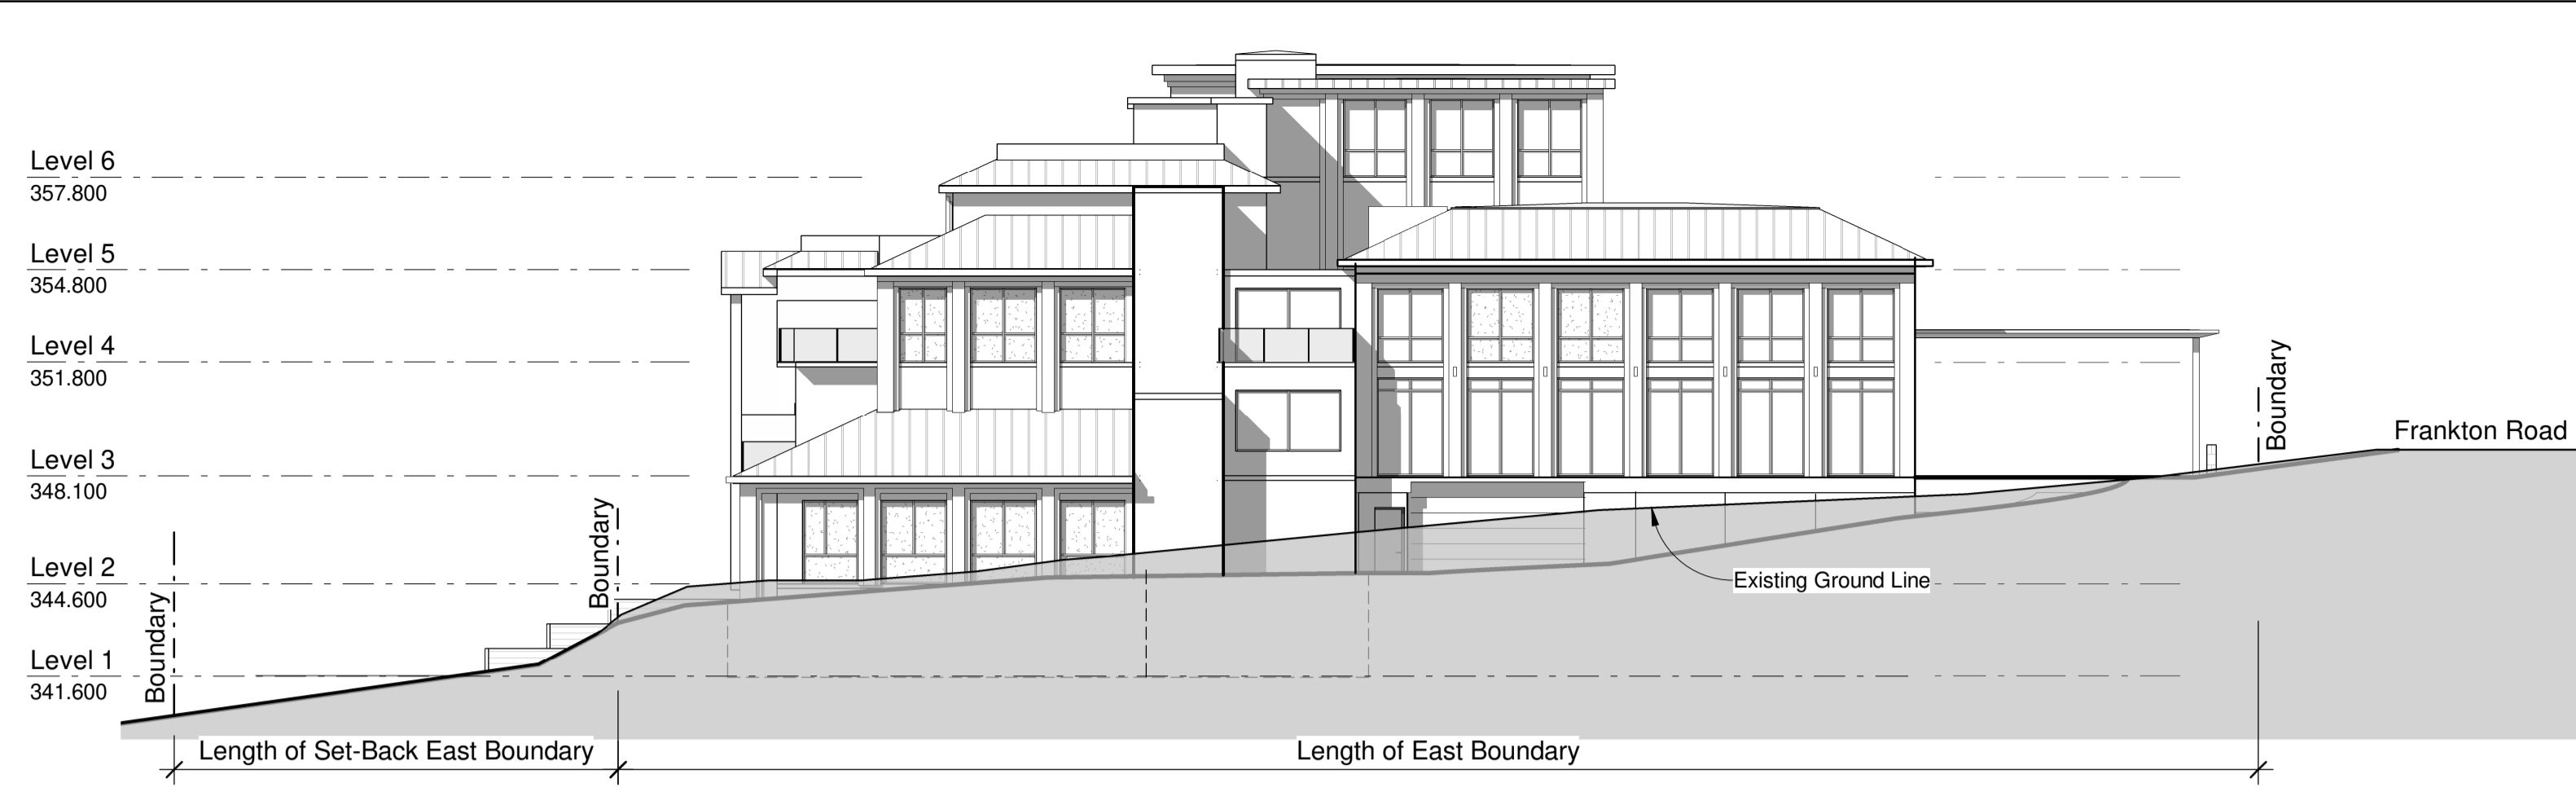 Level 6
357.800
Level 5
354.800
Level 4
351.800
Level 3
348.100
Level 2
344.600
Level 1
341.600
Boundary
Boundary
Boundary
Frankton Road
Existing Ground Line
Length of Set-Back East Boundary
Length of East Boundary